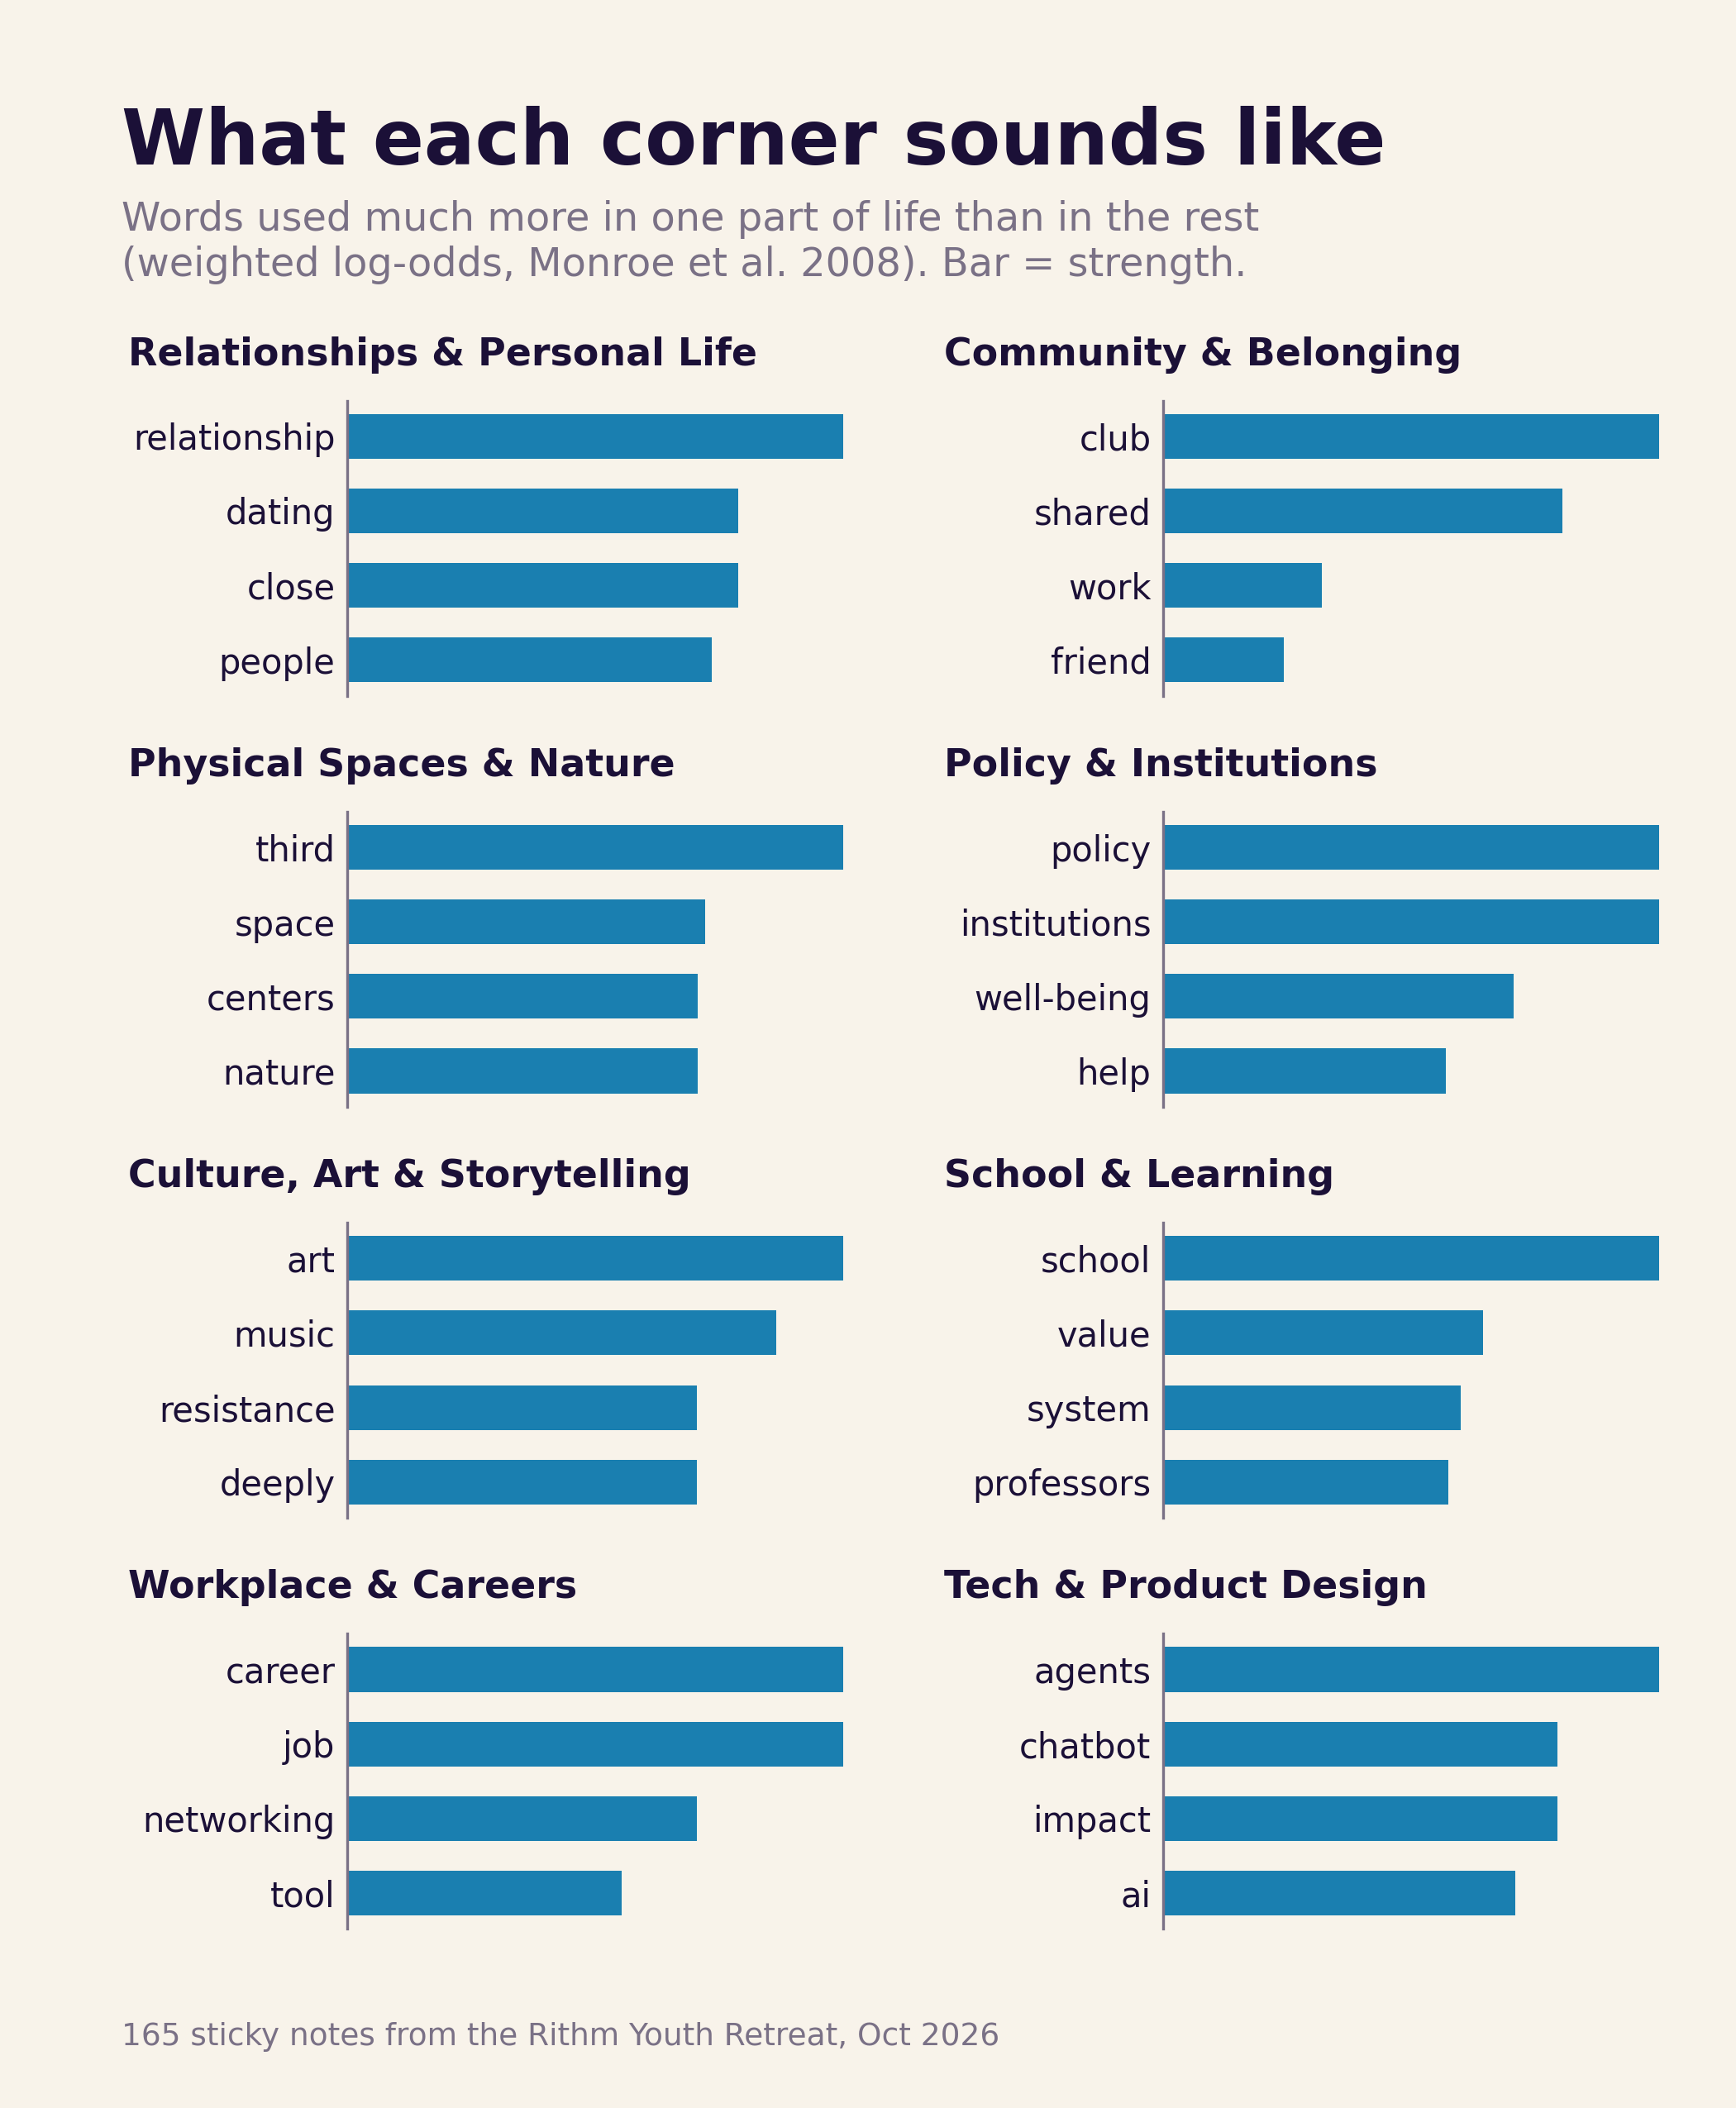 What each corner sounds like
Words used much more in one part of life than in the rest
(weighted log-odds, Monroe et al. 2008). Bar = strength.
Relationships & Personal Life
relationship
dating
close
people
Community & Belonging
club
shared
work
friend
Physical Spaces & Nature
third
space
centers
nature
Policy & Institutions
policy
institutions
well-being
help
Culture, Art & Storytelling
art
music
resistance
deeply
School & Learning
school
value
system
professors
Workplace & Careers
career
job
networking
tool
Tech & Product Design
agents
chatbot
impact
ai
165 sticky notes from the Rithm Youth Retreat, Oct 2026